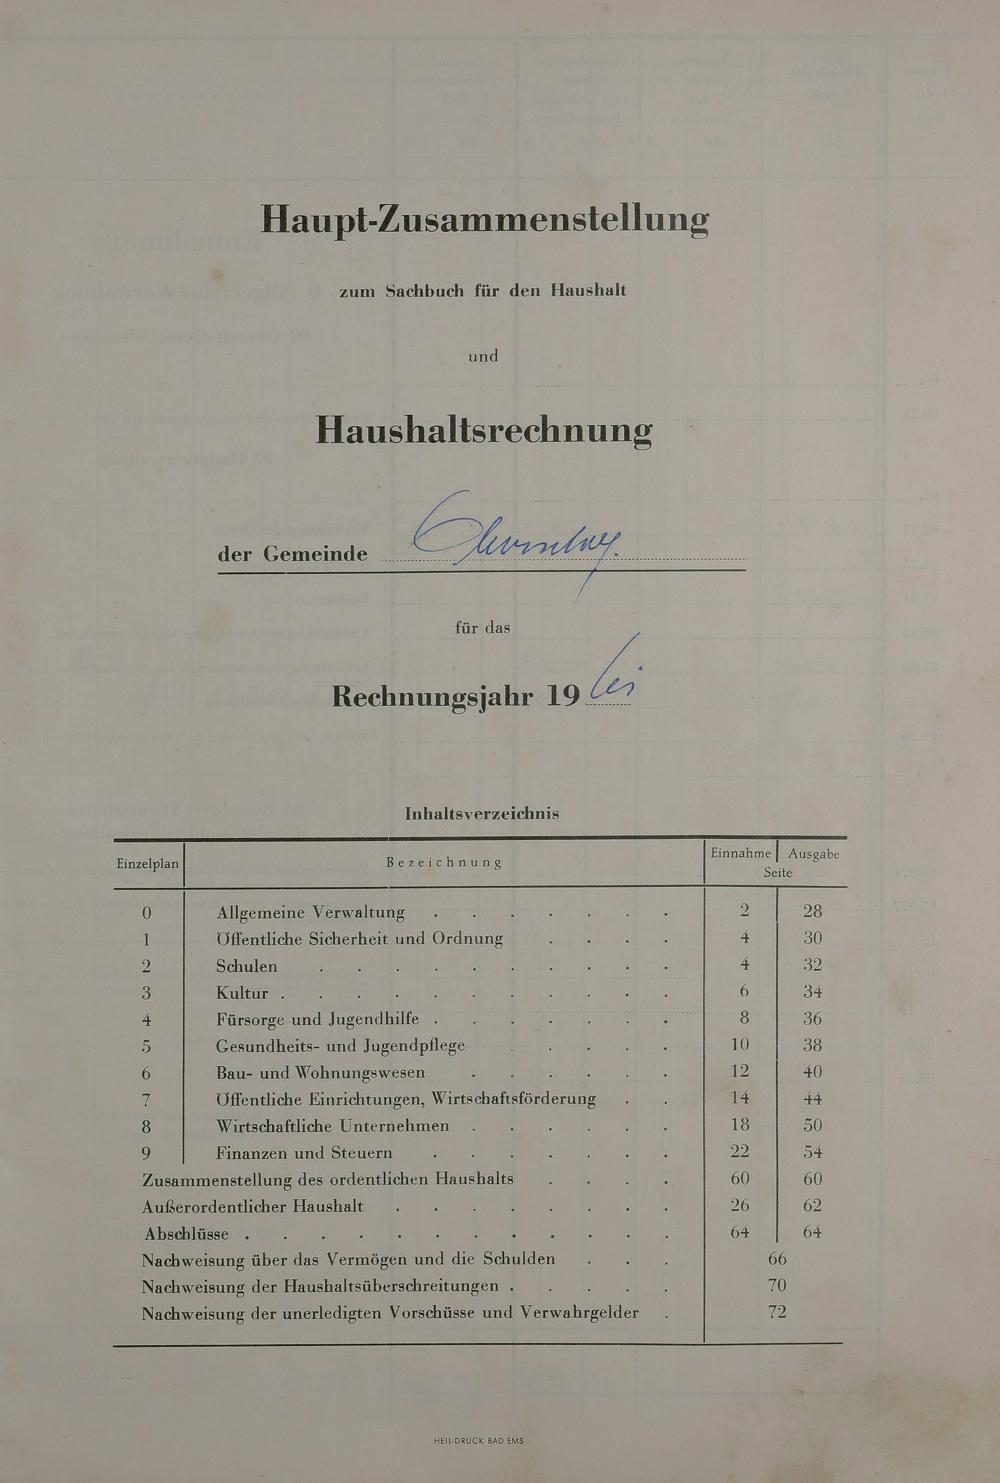 Haupt-Zusammenstellung
zum Sachbuch für den Haushalt
und
Haushaltsrechnung
der Gemeinde
für das
Rechnungsjahr 19
Inhaltsverzeichnis
Einzelplan Bezeichnung Einnahme Ausgabe
Seite
0 Allgemeine Verwaltung . . . . . . . 2 28
1 Öffentliche Sicherheit und Ordnung . . . . 4 30
2 Schulen . . . . . . . . . . 4 32
3 Kultur . . . . . . . . . . . 6 34
4 Fürsorge und Jugendhilfe . . . . . . . 8 36
5 Gesundheits- und Jugendpflege . . . . . 10 38
6 Bau- und Wohnungswesen . . . . . . 12 40
7 Öffentliche Einrichtungen, Wirtschaftsförderung . . 14 44
8 Wirtschaftliche Unternehmen . . . . . . 18 50
9 Finanzen und Steuern . . . . . . . 22 54
Zusammenstellung des ordentlichen Haushalts . . . . 60 60
Außerordentlicher Haushalt . . . . . . . . 26 62
Abschlüsse . . . . . . . . . . . . 64 64
Nachweisung über das Vermögen und die Schulden . . . 66
Nachweisung der Haushaltsüberschreitungen . . . . . 70
Nachweisung der unerledigten Vorschüsse und Verwahrgelder . 72
HEIL-DRUCK BAD EMS